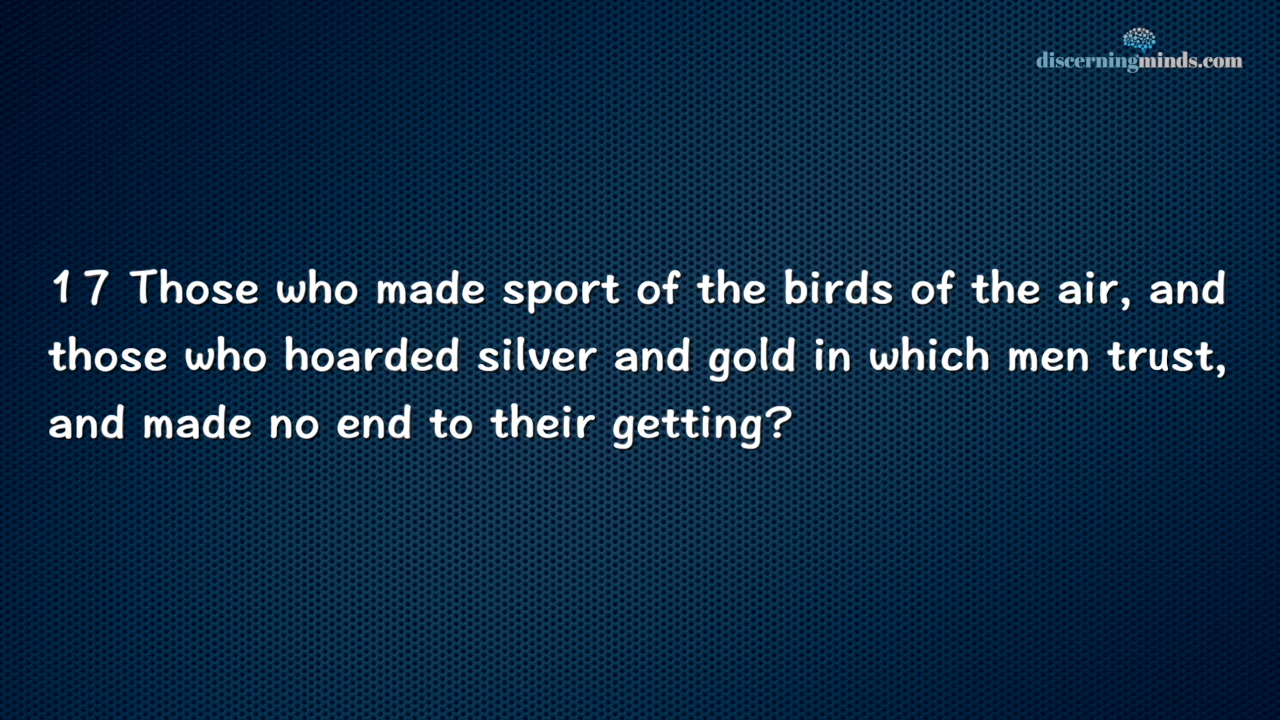 discerningminds.com
17 Those who made sport of the birds of the air, and
those who hoarded silver and gold in which men trust,
and made no end to their getting?